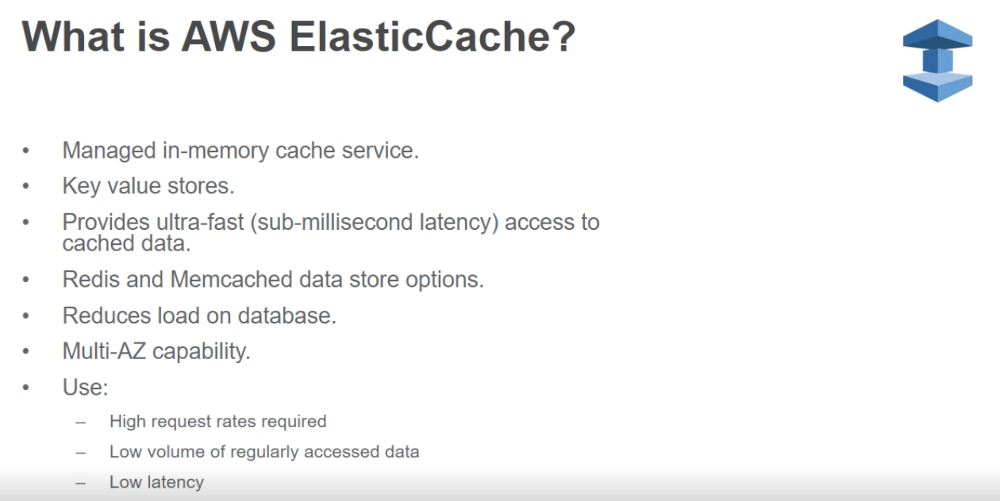 What is AWS ElasticCache?
• Managed in-memory cache service.
• Key value stores.
• Provides ultra-fast (sub-millisecond latency) access to
cached data.
• Redis and Memcached data store options.
• Reduces load on database.
• Multi-AZ capability.
• Use:
– High request rates required
– Low volume of regularly accessed data
– Low latency